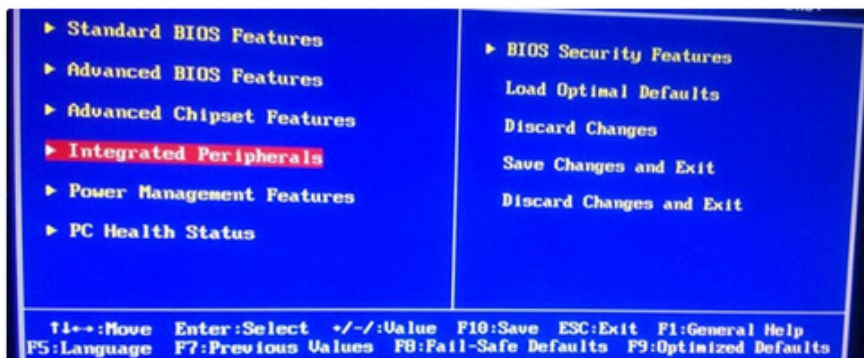 ▶ Standard BIOS Features
▶ Advanced BIOS Features
▶ Advanced Chipset Features
▶ Integrated Peripherals
▶ Power Management Features
▶ PC Health Status
▶ BIOS Security Features
Load Optimal Defaults
Discard Changes
Save Changes and Exit
Discard Changes and Exit
↑↓←→:Move Enter:Select +/-/:Value F10:Save ESC:Exit F1:General Help
F5:Language F7:Previous Values F8:Fail-Safe Defaults F9:Optimized Defaults